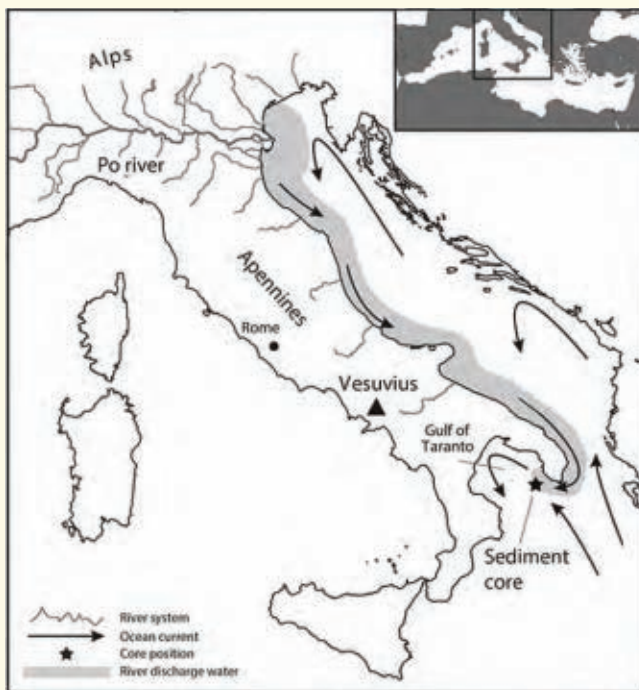 Alps
Po river
Apennines
Rome
Vesuvius
Gulf of
Taranto
Sediment
core
River system
Ocean current
Core position
River discharge water